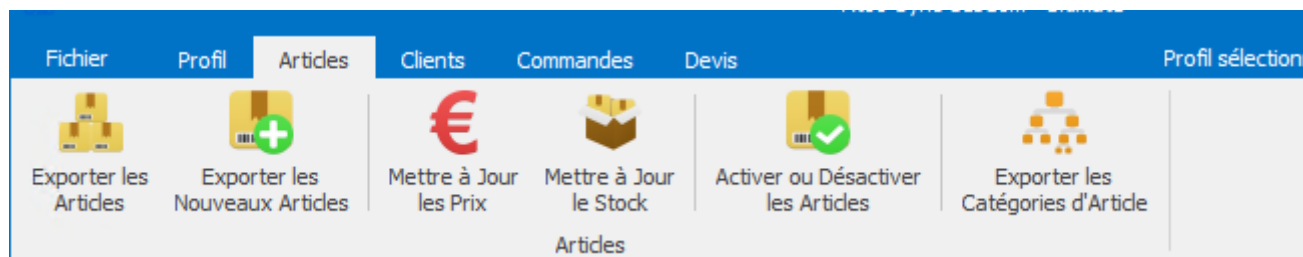 Fichier Profil Articles Clients Commandes Devis Profil sélection
Exporter les Articles
Exporter les Nouveaux Articles
Mettre à Jour les Prix
Mettre à Jour le Stock
Activer ou Désactiver les Articles
Exporter les Catégories d'Article
Articles